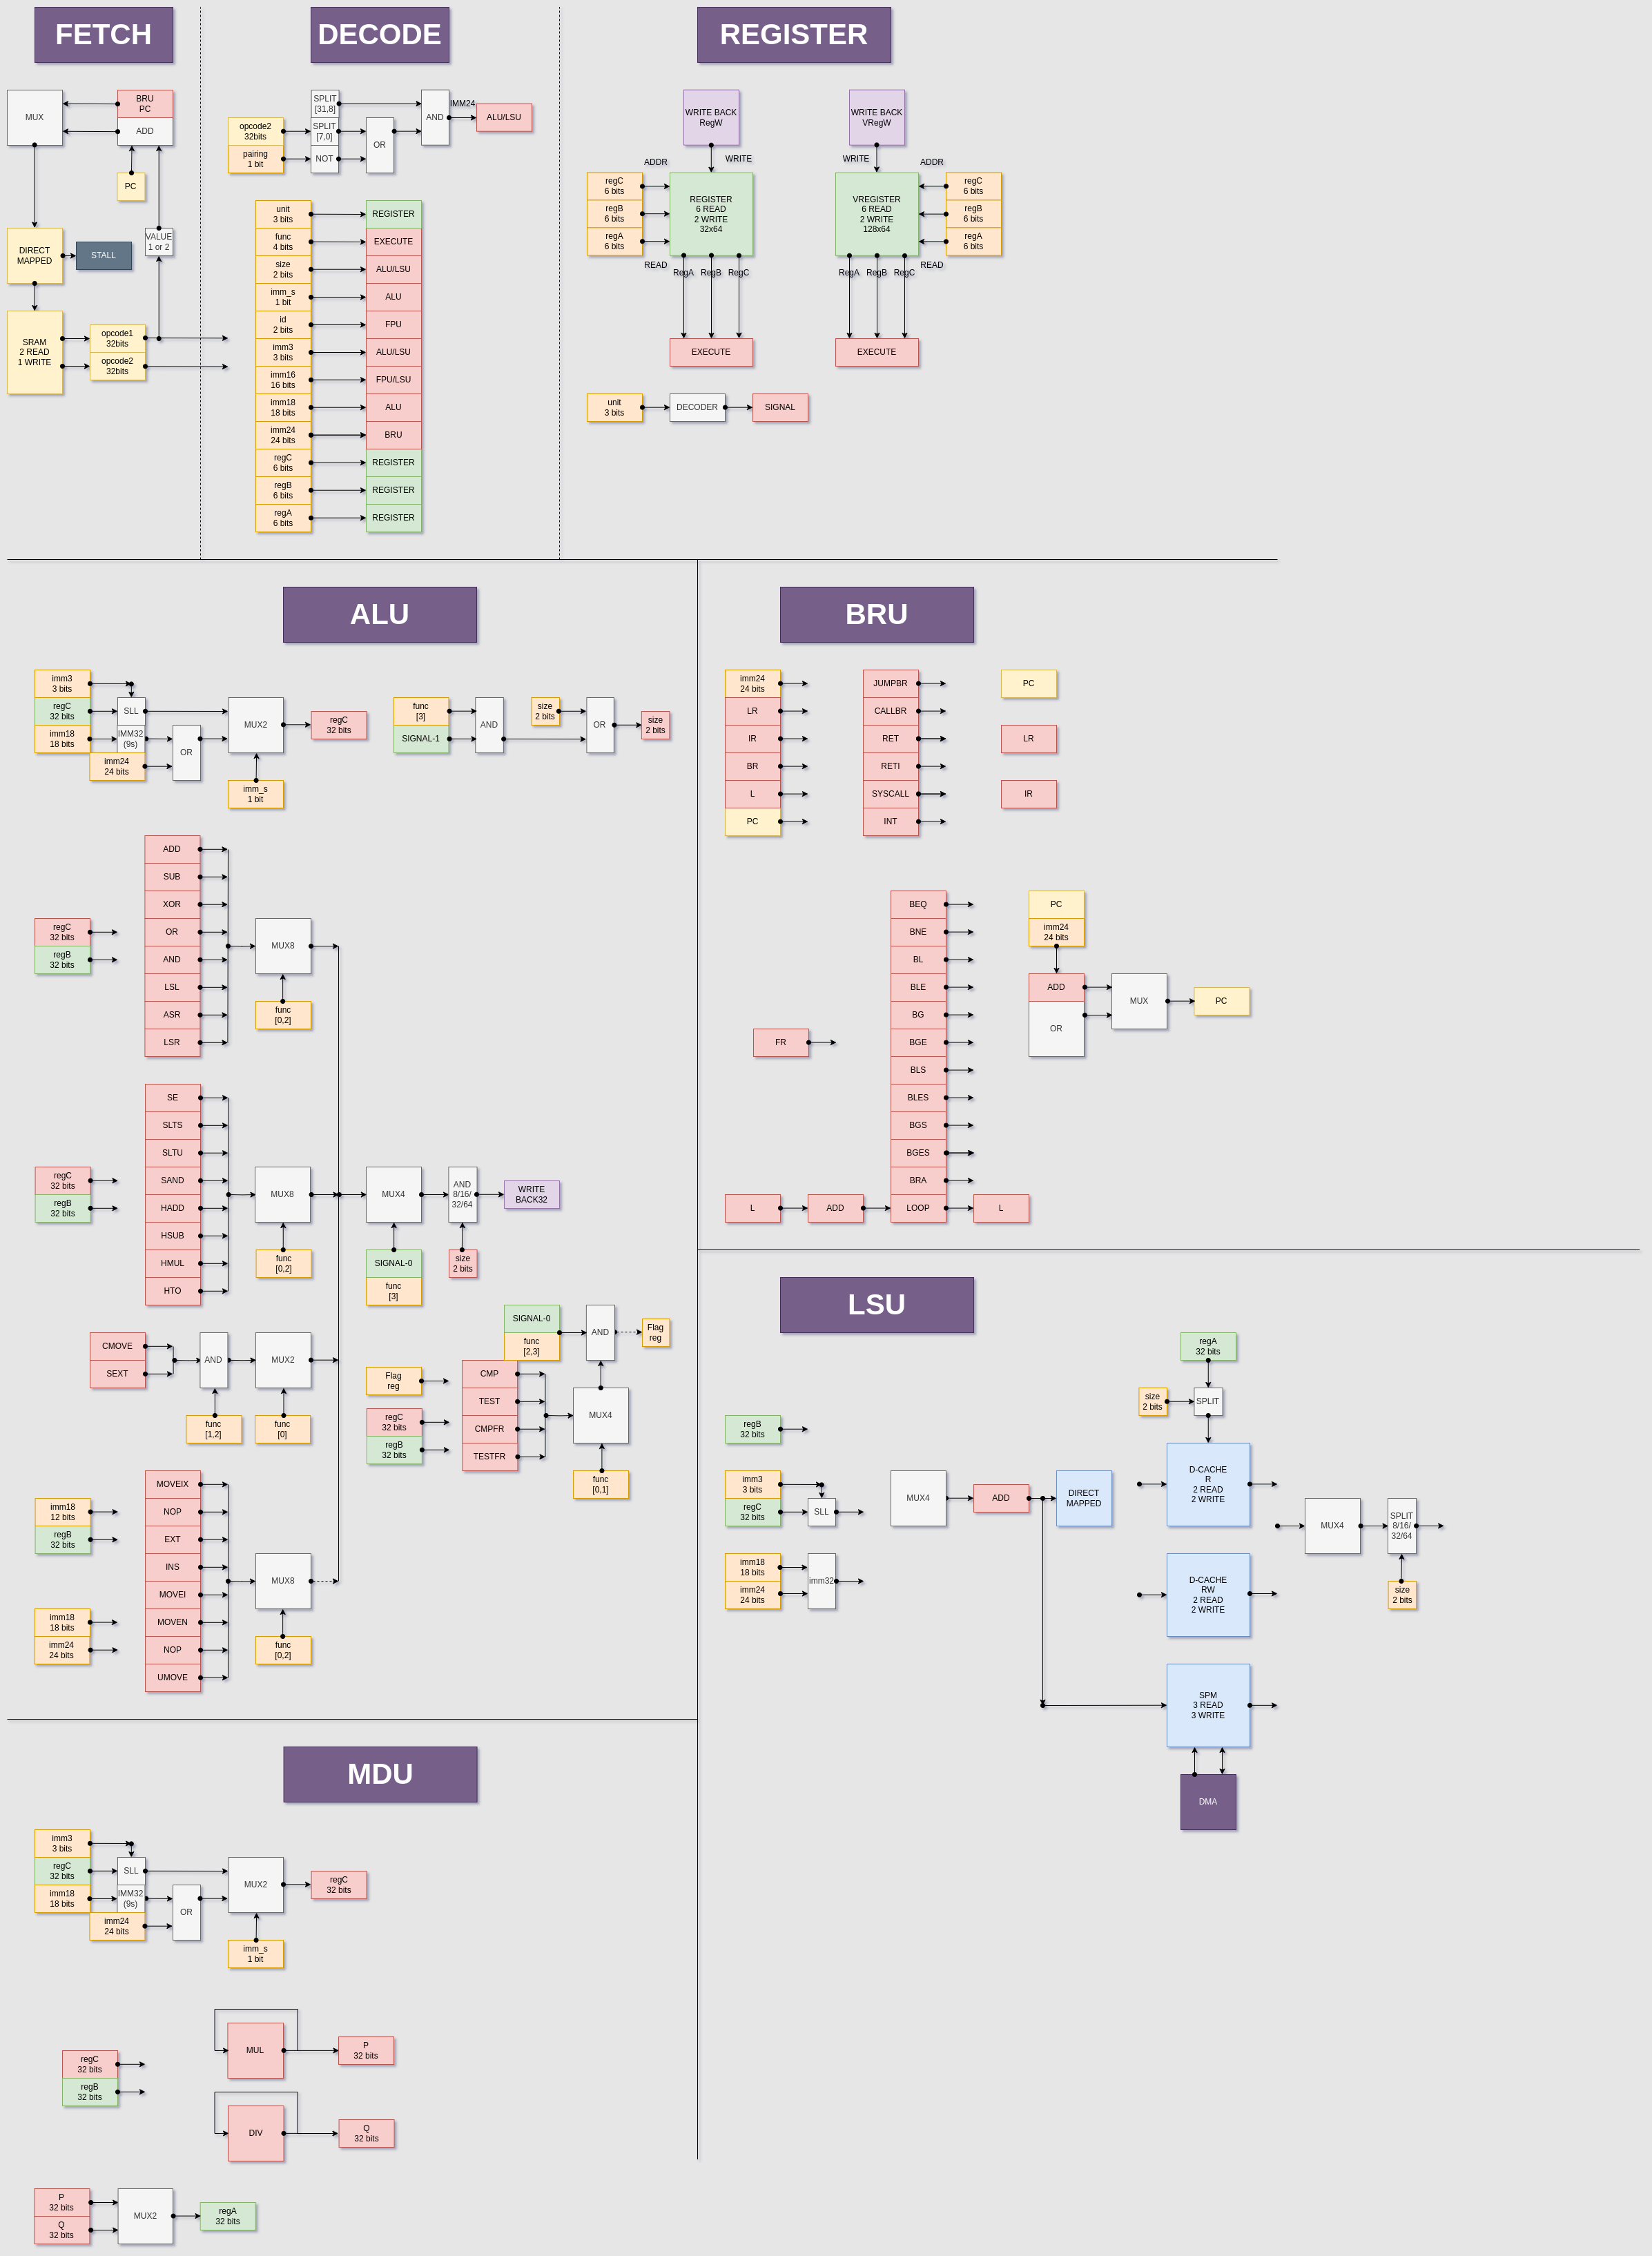 FETCH
DECODE
REGISTER
MUX
BRU
PC
ADD
PC
DIRECT
MAPPED
STALL
VALUE
1 or 2
SRAM
2 READ
1 WRITE
opcode1
32bits
opcode2
32bits
opcode2
32bits
pairing
1 bit
SPLIT
[31,8]
SPLIT
[7,0]
NOT
OR
AND
IMM24
ALU/LSU
unit
3 bits
REGISTER
func
4 bits
EXECUTE
size
2 bits
ALU/LSU
imm_s
1 bit
ALU
id
2 bits
FPU
imm3
3 bits
ALU/LSU
imm16
16 bits
FPU/LSU
imm18
18 bits
ALU
imm24
24 bits
BRU
regC
6 bits
REGISTER
regB
6 bits
REGISTER
regA
6 bits
REGISTER
WRITE BACK
RegW
ADDR
WRITE
regC
6 bits
regB
6 bits
regA
6 bits
REGISTER
6 READ
2 WRITE
32x64
READ
RegA
RegB
RegC
EXECUTE
WRITE BACK
VRegW
WRITE
ADDR
VREGISTER
6 READ
2 WRITE
128x64
regC
6 bits
regB
6 bits
regA
6 bits
READ
RegA
RegB
RegC
EXECUTE
unit
3 bits
DECODER
SIGNAL
ALU
imm3
3 bits
regC
32 bits
imm18
18 bits
SLL
IMM32
(9s)
imm24
24 bits
OR
MUX2
imm_s
1 bit
regC
32 bits
func
[3]
SIGNAL-1
AND
size
2 bits
OR
size
2 bits
regC
32 bits
regB
32 bits
ADD
SUB
XOR
OR
AND
LSL
ASR
LSR
MUX8
func
[0,2]
regC
32 bits
regB
32 bits
SE
SLTS
SLTU
SAND
HADD
HSUB
HMUL
HTO
MUX8
func
[0,2]
MUX4
SIGNAL-0
func
[3]
AND
8/16/
32/64
size
2 bits
WRITE
BACK32
CMOVE
SEXT
AND
func
[1,2]
MUX2
func
[0]
Flag
reg
regC
32 bits
regB
32 bits
CMP
TEST
CMPFR
TESTFR
SIGNAL-0
func
[2,3]
AND
Flag
reg
MUX4
func
[0,1]
imm18
12 bits
regB
32 bits
imm18
18 bits
imm24
24 bits
MOVEIX
NOP
EXT
INS
MOVEI
MOVEN
NOP
UMOVE
MUX8
func
[0,2]
BRU
imm24
24 bits
LR
IR
BR
L
PC
JUMPBR
CALLBR
RET
RETI
SYSCALL
INT
PC
LR
IR
FR
BEQ
BNE
BL
BLE
BG
BGE
BLS
BLES
BGS
BGES
BRA
LOOP
L
ADD
L
PC
imm24
24 bits
ADD
OR
MUX
PC
LSU
regB
32 bits
imm3
3 bits
regC
32 bits
SLL
imm18
18 bits
imm24
24 bits
imm32
MUX4
ADD
DIRECT
MAPPED
regA
32 bits
size
2 bits
SPLIT
D-CACHE
R
2 READ
2 WRITE
D-CACHE
RW
2 READ
2 WRITE
SPM
3 READ
3 WRITE
DMA
MUX4
SPLIT
8/16/
32/64
size
2 bits
MDU
imm3
3 bits
regC
32 bits
imm18
18 bits
SLL
IMM32
(9s)
imm24
24 bits
OR
MUX2
imm_s
1 bit
regC
32 bits
regC
32 bits
regB
32 bits
MUL
P
32 bits
DIV
Q
32 bits
P
32 bits
Q
32 bits
MUX2
regA
32 bits